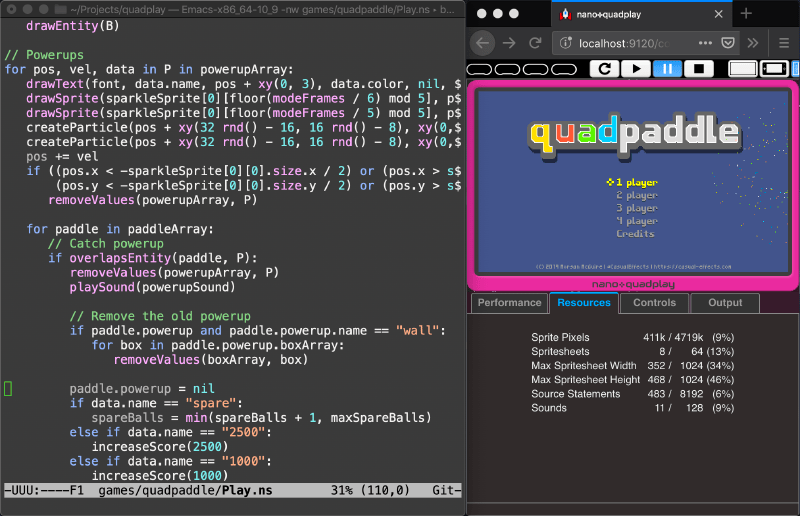 ~/Projects/quadplay — Emacs-x86_64-10_9 -nw games/quadpaddle/Play.ns • b...
drawEntity(B)
// Powerups
for pos, vel, data in P in powerupArray:
drawText(font, data.name, pos + xy(0, 3), data.color, nil, $
drawSprite(sparkleSprite[0][floor(modeFrames / 6) mod 5], p$
drawSprite(sparkleSprite[0][floor(modeFrames / 5) mod 5], p$
createParticle(pos + xy(32 rnd() - 16, 16 rnd() - 8), xy(0,$
createParticle(pos + xy(32 rnd() - 16, 16 rnd() - 8), xy(0,$
pos += vel
if ((pos.x < -sparkleSprite[0][0].size.x / 2) or (pos.x > s$
(pos.y < -sparkleSprite[0][0].size.y / 2) or (pos.y > s$
removeValues(powerupArray, P)
for paddle in paddleArray:
// Catch powerup
if overlapsEntity(paddle, P):
removeValues(powerupArray, P)
playSound(powerupSound)
// Remove the old powerup
if paddle.powerup and paddle.powerup.name == "wall":
for box in paddle.powerup.boxArray:
removeValues(boxArray, box)
paddle.powerup = nil
if data.name == "spare":
spareBalls = min(spareBalls + 1, maxSpareBalls)
else if data.name == "2500":
increaseScore(2500)
else if data.name == "1000":
increaseScore(1000)
-UUU:----F1 games/quadpaddle/Play.ns 31% (110,0) Git-
nano✜quadplay
localhost:9120/co
quadpaddle
1 player
2 player
3 player
4 player
Credits
(C) 2019 Morgan McGuire | @CasualEffects | https://casual-effects.com
nano✜quadplay
Performance Resources Controls Output
Sprite Pixels 411k / 4719k (9%)
Spritesheets 8 / 64 (13%)
Max Spritesheet Width 352 / 1024 (34%)
Max Spritesheet Height 468 / 1024 (46%)
Source Statements 483 / 8192 (6%)
Sounds 11 / 128 (9%)